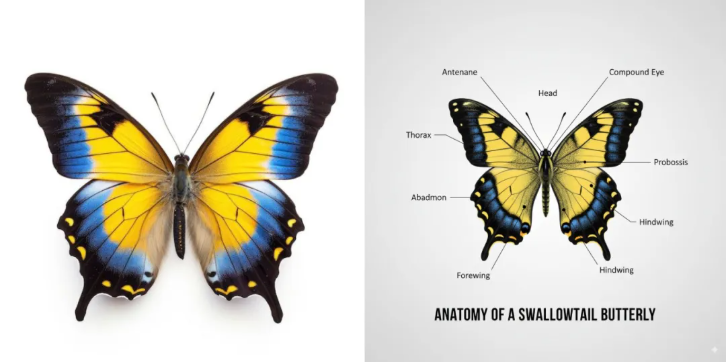 Antenane
Compound Eye
Head
Thorax
Probossis
Abadmon
Hindwing
Forewing
Hindwing
ANATOMY OF A SWALLOWTAIL BUTTERLY